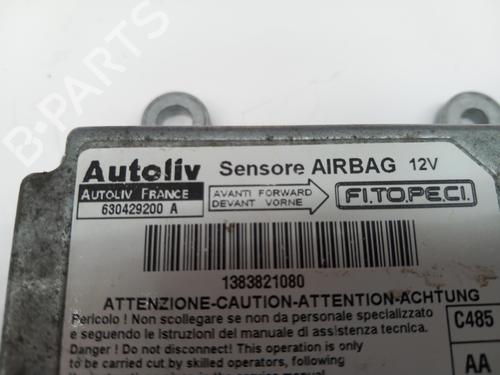 B-PARTS
Autoliv Sensore AIRBAG 12V
AUTOLIV FRANCE
630429200 A
AVANTI FORWARD
DEVANT VORNE
FI.TO.PE.CI.
1383821080
ATTENZIONE-CAUTION-ATTENTION-ACHTUNG
Pericolo ! Non scollegare se non da personale specializzato
e seguendo le istruzioni del manuale di assistenza tecnica.
Danger ! Do not disconnect! This operation is only
to be carried out by skilled operators, following
C485
AA